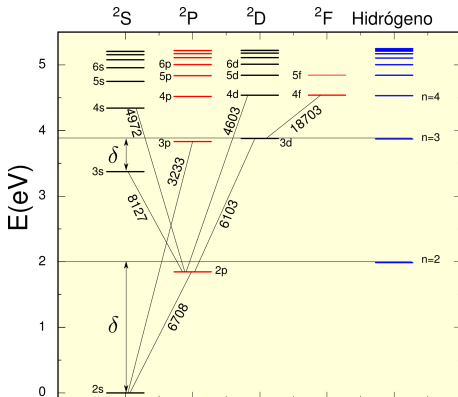 ²S ²P ²D ²F Hidrógeno
E(eV)
5
4
3
2
1
0
6s
5s
4s
3s
2s
6p
5p
4p
3p
2p
6d
5d
4d
3d
5f
4f
n=4
n=3
n=2
4972
3233
4603
18703
8127
6103
6708
δ
δ